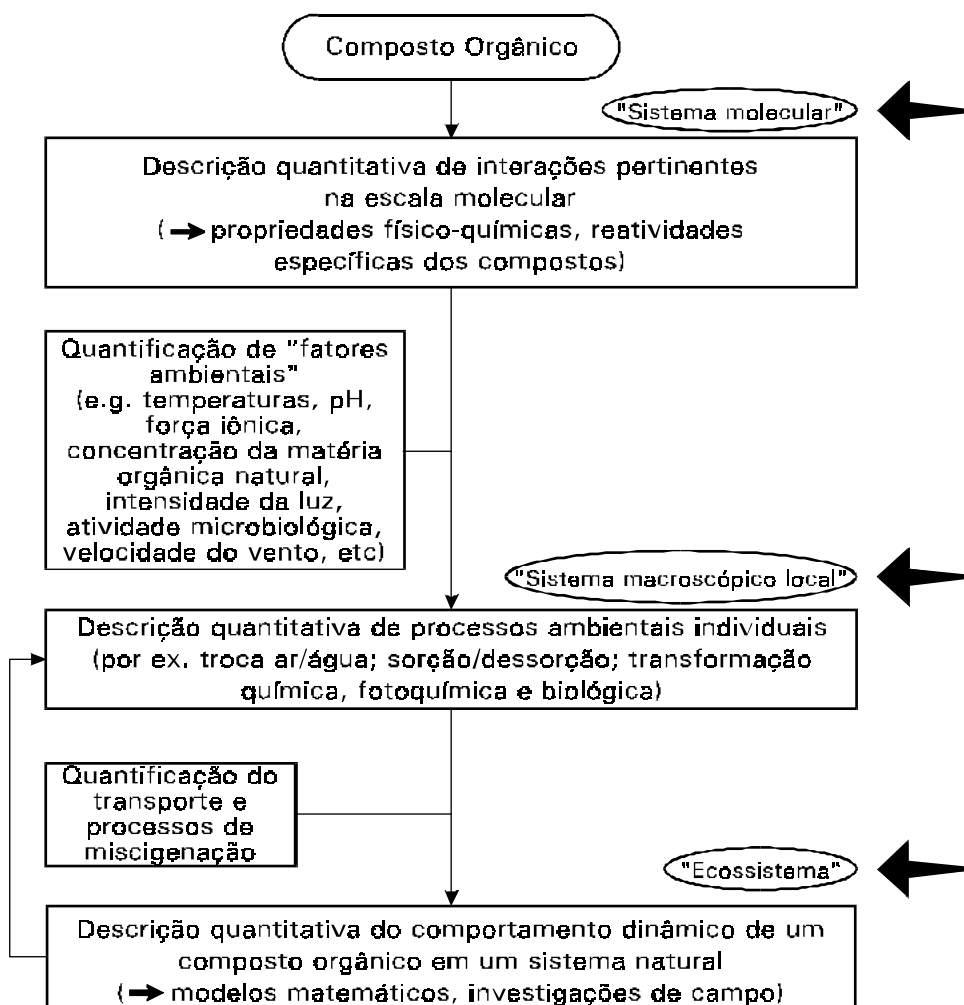 Composto Orgânico
"Sistema molecular"
Descrição quantitativa de interações pertinentes
na escala molecular
(➞ propriedades físico-químicas, reatividades
específicas dos compostos)
Quantificação de "fatores
ambientais"
(e.g. temperaturas, pH,
força iônica,
concentração da matéria
orgânica natural,
intensidade da luz,
atividade microbiológica,
velocidade do vento, etc)
"Sistema macroscópico local"
Descrição quantitativa de processos ambientais individuais
(por ex. troca ar/água; sorção/dessorção; transformação
química, fotoquímica e biológica)
Quantificação do
transporte e
processos de
miscigenação
"Ecossistema"
Descrição quantitativa do comportamento dinâmico de um
composto orgânico em um sistema natural
(➞ modelos matemáticos, investigações de campo)